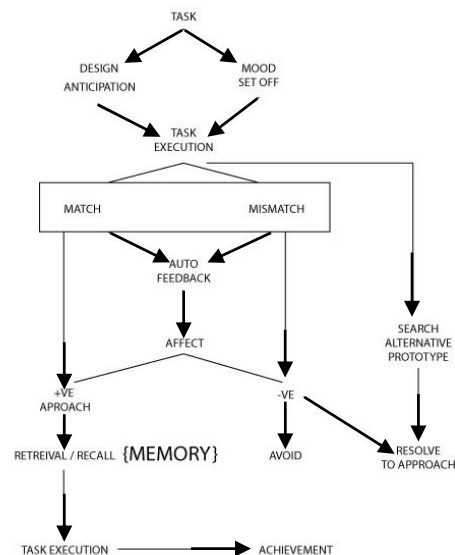 TASK
DESIGN
ANTICIPATION
MOOD
SET OFF
TASK
EXECUTION
MATCH
MISMATCH
AUTO
FEEDBACK
SEARCH
ALTERNATIVE
PROTOTYPE
AFFECT
+VE
APROACH
-VE
RETREIVAL / RECALL {MEMORY}
AVOID
RESOLVE
TO APPROACH
TASK EXECUTION
ACHIEVEMENT